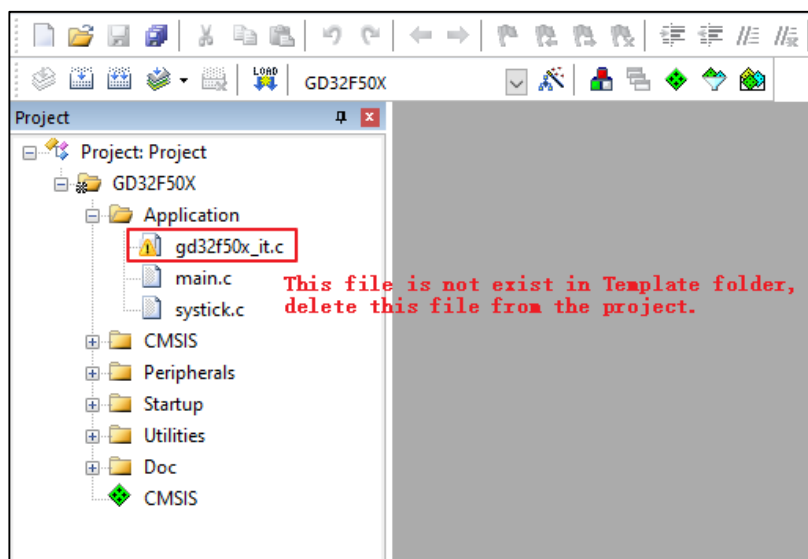 LOAD
GD32F50X
Project
Project: Project
GD32F50X
Application
gd32f50x_it.c
main.c
This file is not exist in Template folder,
systick.c
delete this file from the project.
CMSIS
Peripherals
Startup
Utilities
Doc
CMSIS